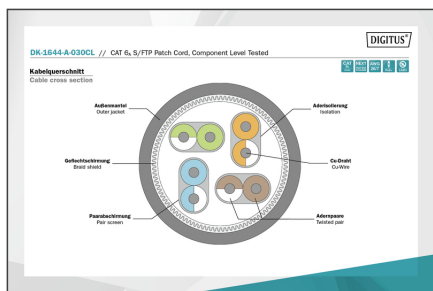 DIGITUS®
DK-1644-A-030CL // CAT 6A S/FTP Patch Cord, Component Level Tested
Kabelquerschnitt
Cable cross section
Außenmantel
Outer jacket
Aderisolierung
Isolation
Geflechtschirmung
Braid shield
Cu-Draht
Cu-Wire
Paarabschirmung
Pair screen
Adernpaare
Twisted pair